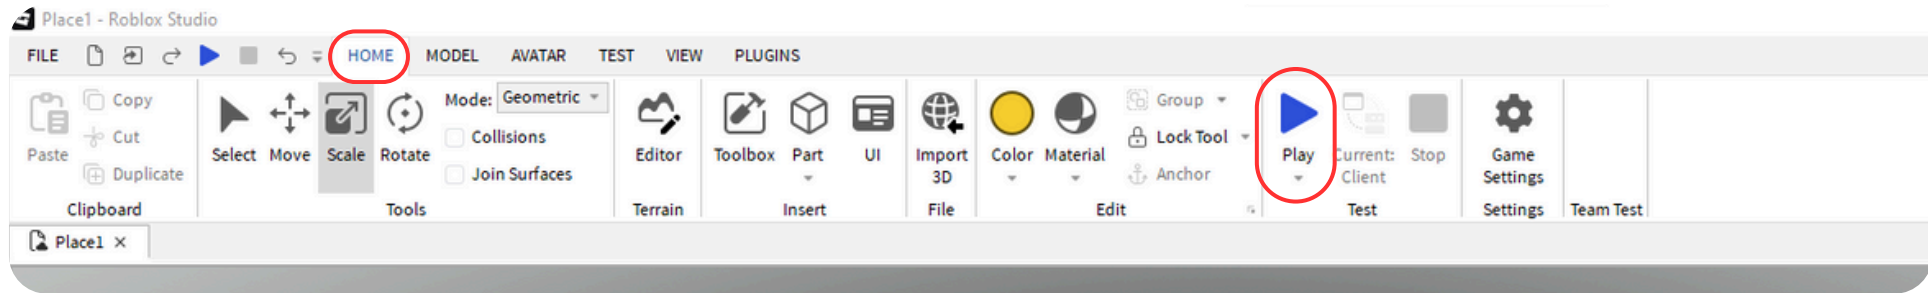 Place1 - Roblox Studio
FILE HOME MODEL AVATAR TEST VIEW PLUGINS
Paste
Copy
Cut
Duplicate
Clipboard
Select Move Scale Rotate
Mode: Geometric
Collisions
Join Surfaces
Tools
Editor
Terrain
Toolbox Part UI
Insert
Import
3D
File
Color Material
Group
Lock Tool
Anchor
Edit
Play
Current:
Client
Stop
Test
Game
Settings
Settings
Team Test
Place1 ×